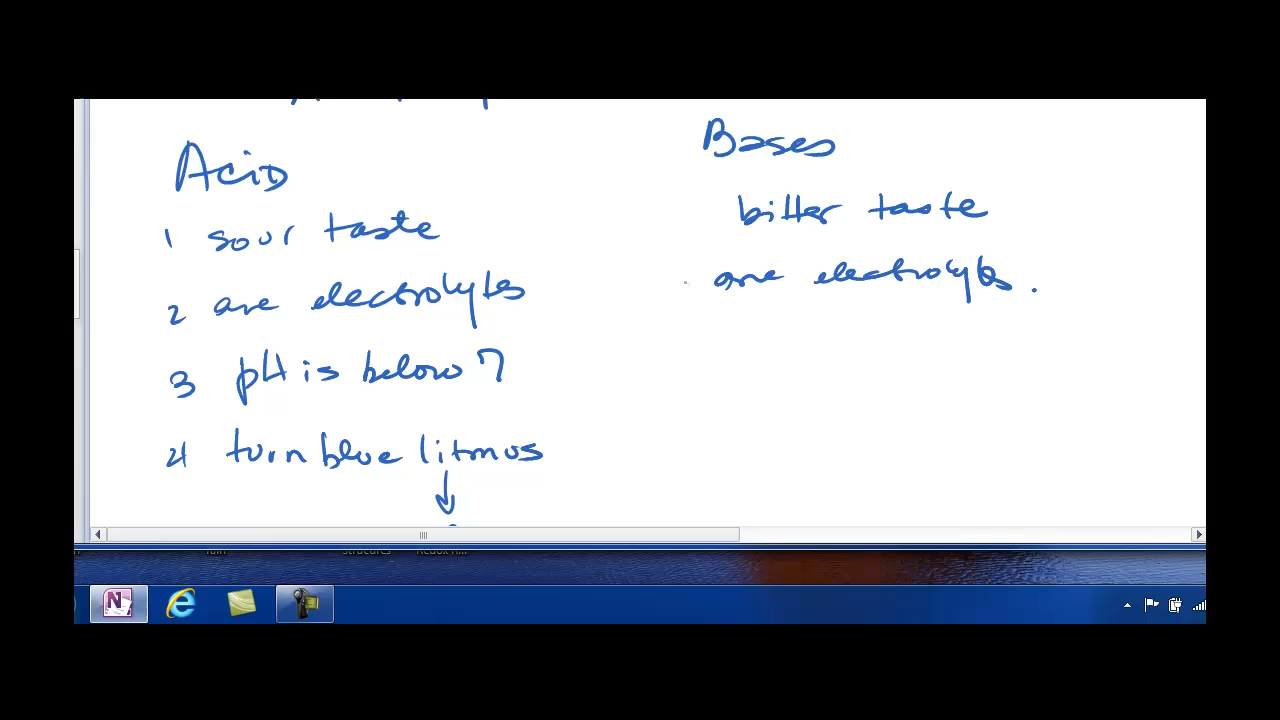 Acid
1 sour taste
2 are electrolytes
3 pH is below 7
4 turn blue litmus
↓
Bases
bitter taste
are electrolytes.